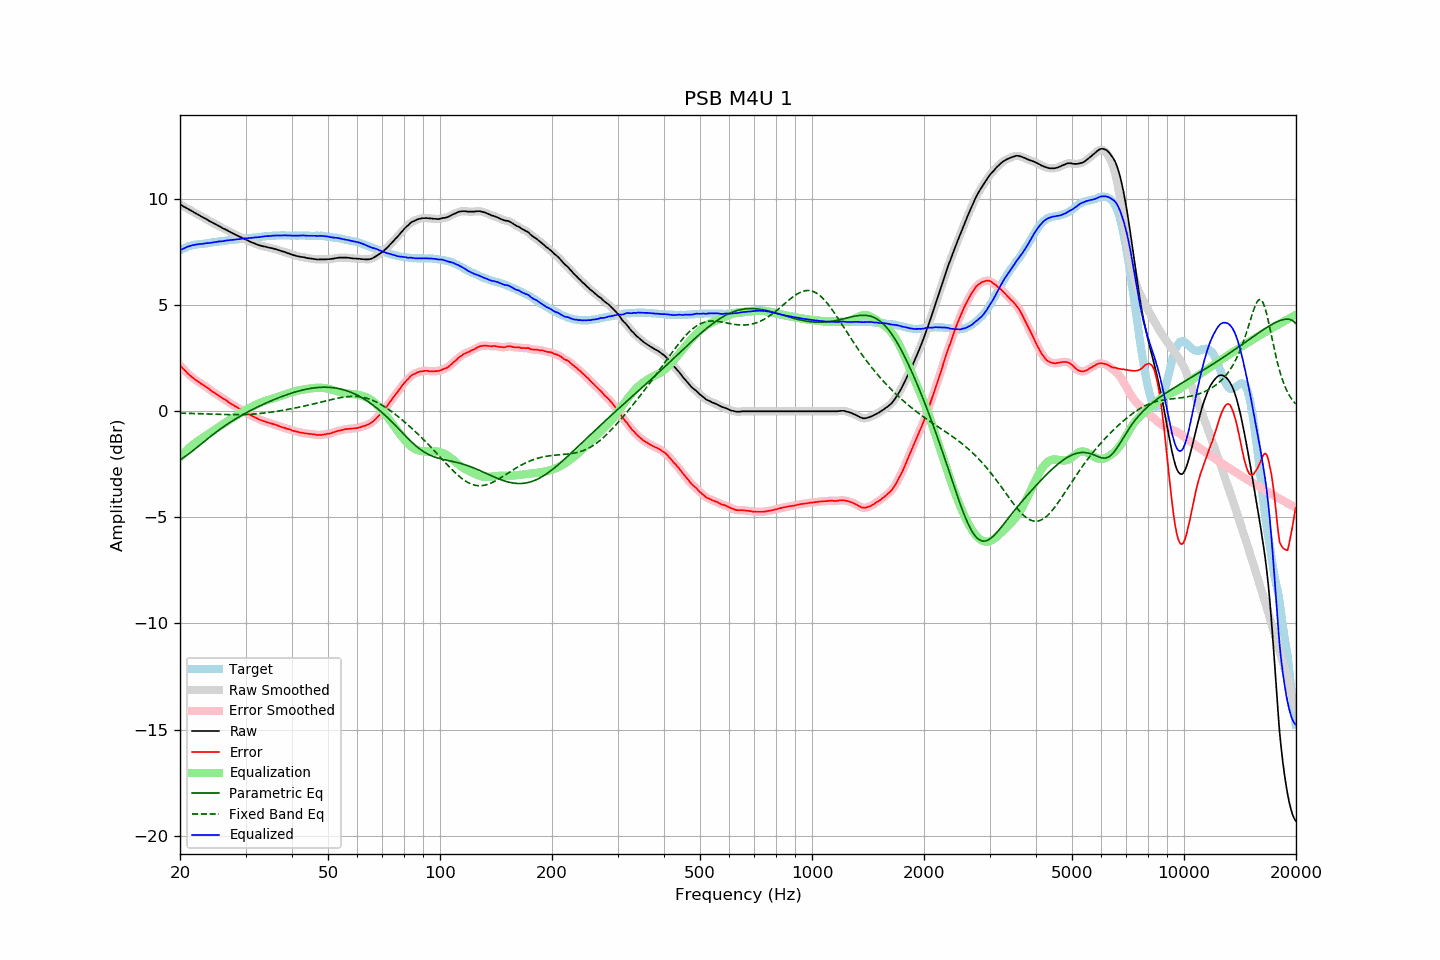 PSB M4U 1
Amplitude (dBr)
10
5
0
−5
−10
−15
−20
Target
Raw Smoothed
Error Smoothed
Raw
Error
Equalization
Parametric Eq
Fixed Band Eq
Equalized
20 50 100 200 500 1000 2000 5000 10000 20000
Frequency (Hz)